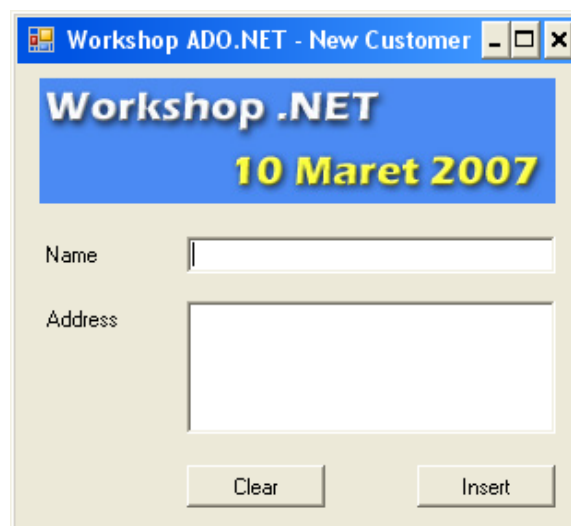 Workshop ADO.NET - New Customer
Workshop .NET
10 Maret 2007
Name
Address
Clear Insert